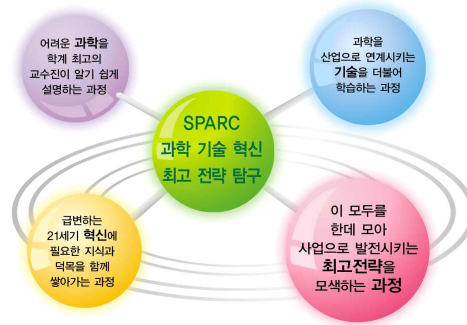 어려운 과학을
학계 최고의
교수진이 알기 쉽게
설명하는 과정
과학을
산업으로 연계시키는
기술을 더불어
학습하는 과정
SPARC
과학 기술 혁신
최고 전략 탐구
급변하는
21세기 혁신에
필요한 지식과
덕목을 함께
쌓아가는 과정
이 모두를
한데 모아
사업으로 발전시키는
최고전략을
모색하는 과정